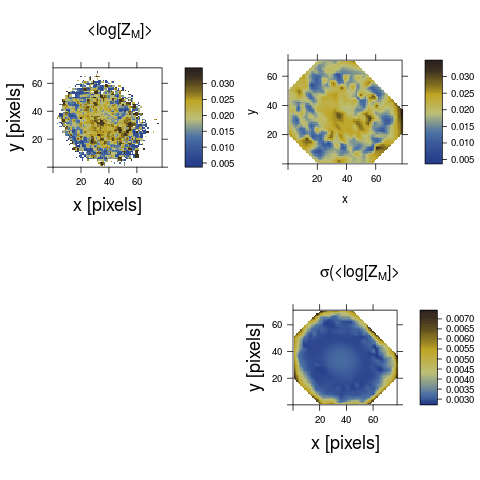 <log[Z_M]>
60
40
20
y [pixels]
20 40 60
x [pixels]
0.030
0.025
0.020
0.015
0.010
0.005
60
40
20
y
20 40 60
x
0.030
0.025
0.020
0.015
0.010
0.005
σ(<log[Z_M]>
60
40
20
y [pixels]
20 40 60
x [pixels]
0.0070
0.0065
0.0060
0.0055
0.0050
0.0045
0.0040
0.0035
0.0030